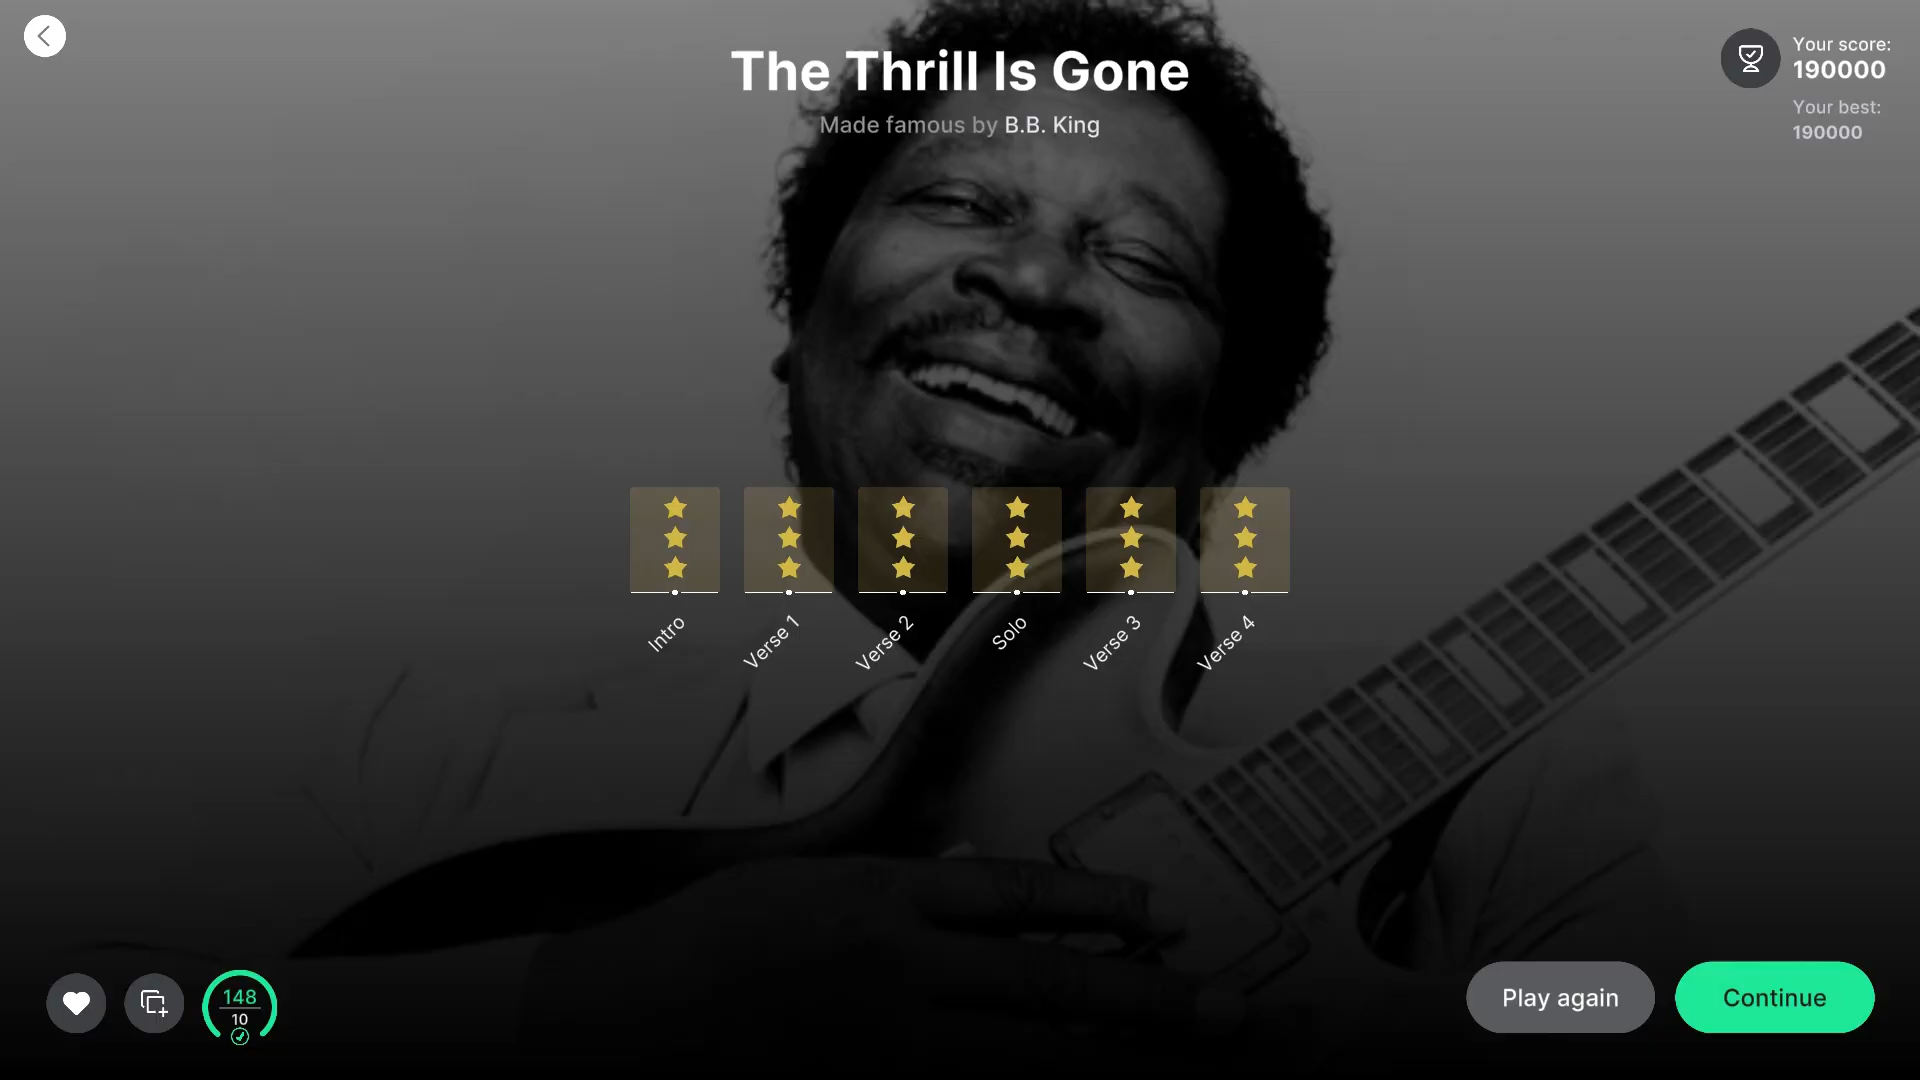 The Thrill Is Gone
Made famous by B.B. King
Your score:
190000
Your best:
190000
Intro
Verse 1
Verse 2
Solo
Verse 3
Verse 4
148
10
Play again
Continue